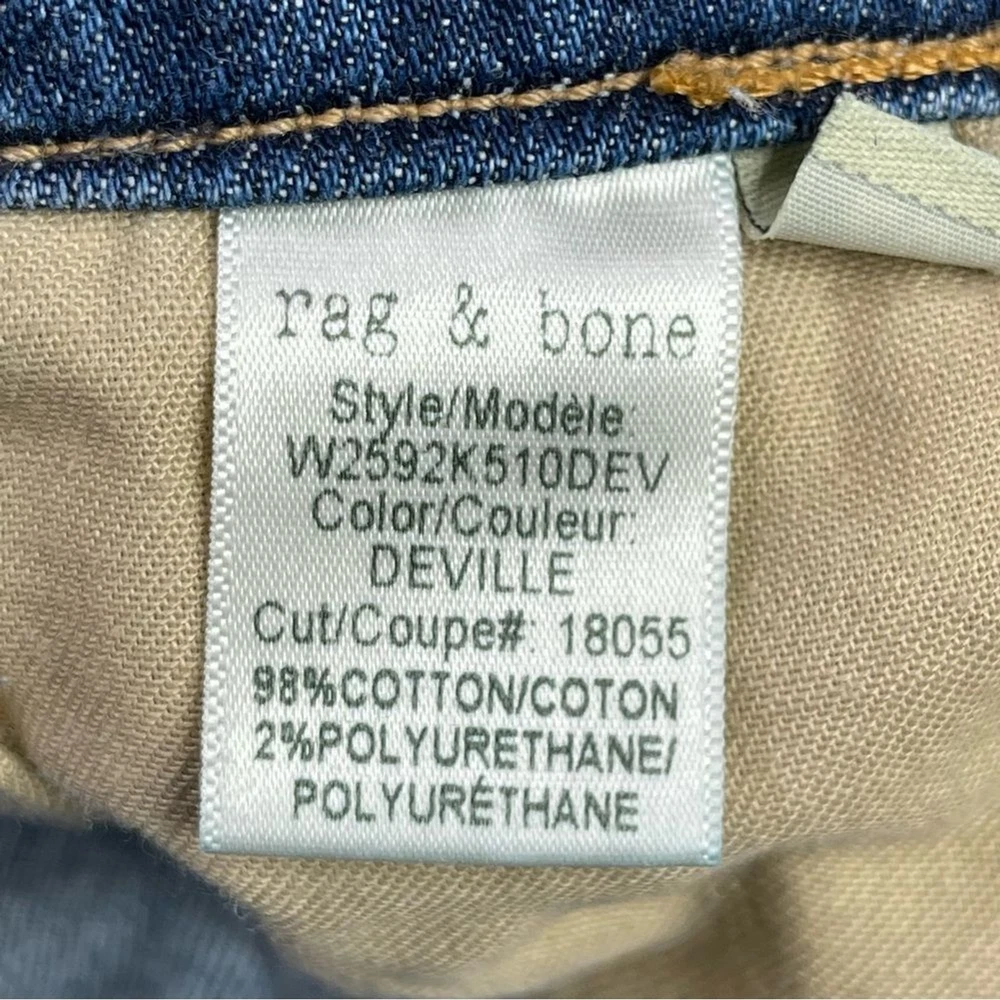 rag & bone
Style/Modèle:
W2592K510DEV
Color/Couleur:
DEVILLE
Cut/Coupe#: 18055
98%COTTON/COTON
2%POLYURETHANE/
POLYURÉTHANE